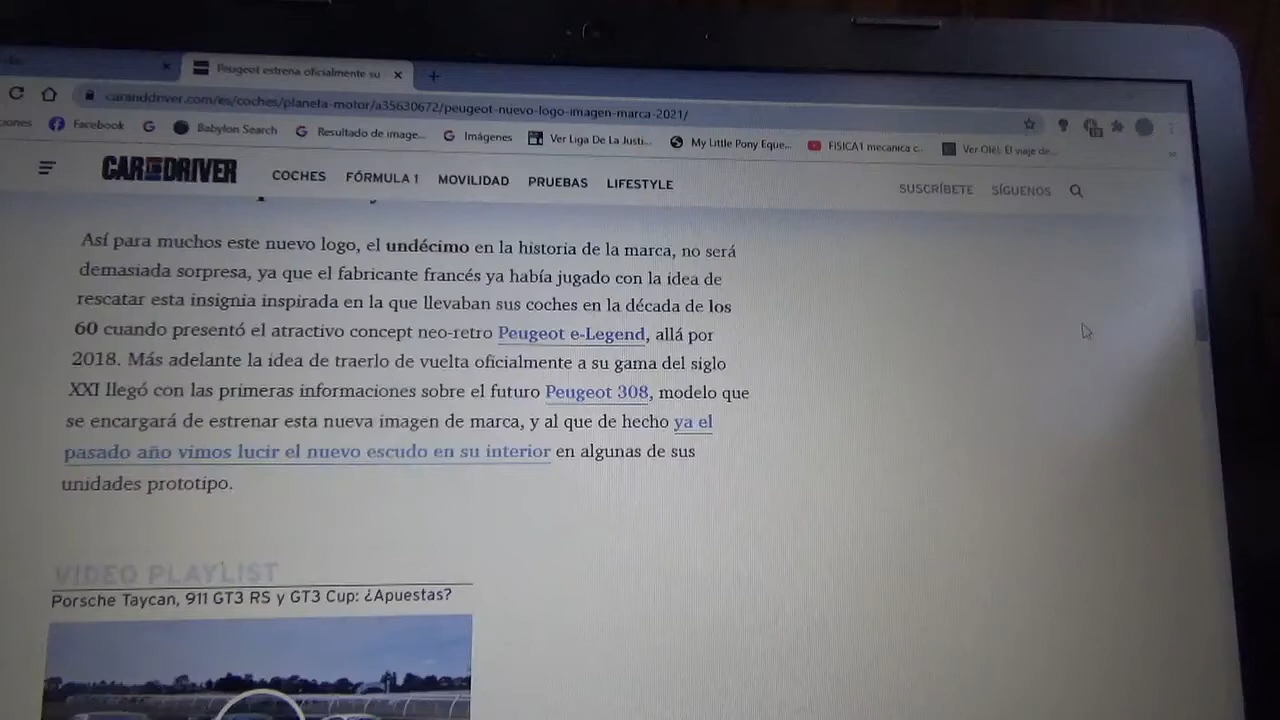 Peugeot estrena oficialmente su
caranddriver.com/es/coches/planeta-motor/a35630672/peugeot-nuevo-logo-imagen-marca-2021/
ciones Facebook Babylon Search Resultado de image... Imágenes Ver Liga De La Justi... My Little Pony Eque... FISICA1 mecanica c... Ver Olé!: El viaje de...
CAR DRIVER COCHES FÓRMULA 1 MOVILIDAD PRUEBAS LIFESTYLE SUSCRÍBETE SÍGUENOS
Así para muchos este nuevo logo, el undécimo en la historia de la marca, no será
demasiada sorpresa, ya que el fabricante francés ya había jugado con la idea de
rescatar esta insignia inspirada en la que llevaban sus coches en la década de los
60 cuando presentó el atractivo concept neo-retro Peugeot e-Legend, allá por
2018. Más adelante la idea de traerlo de vuelta oficialmente a su gama del siglo
XXI llegó con las primeras informaciones sobre el futuro Peugeot 308, modelo que
se encargará de estrenar esta nueva imagen de marca, y al que de hecho ya el
pasado año vimos lucir el nuevo escudo en su interior en algunas de sus
unidades prototipo.
VIDEO PLAYLIST
Porsche Taycan, 911 GT3 RS y GT3 Cup: ¿Apuestas?